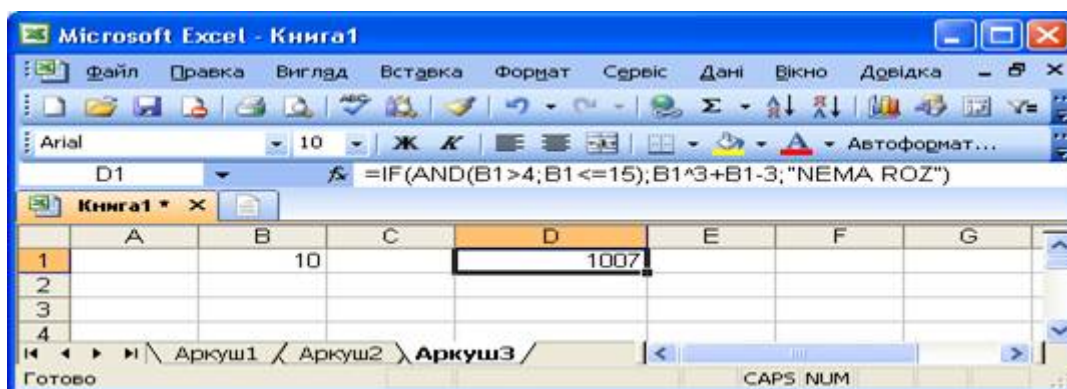 Microsoft Excel - Книга1
Файл Правка Вигляд Вставка Формат Сервіс Дані Вікно Довідка
Arial 10 Ж К А Автоформат...
D1 fx =IF(AND(B1>4;B1<=15);B1^3+B1-3;"NEMA ROZ")
Книга1 *
A B C D E F G
1 10 1007
2
3
4
Аркуш1 Аркуш2 Аркуш3
Готово CAPS NUM